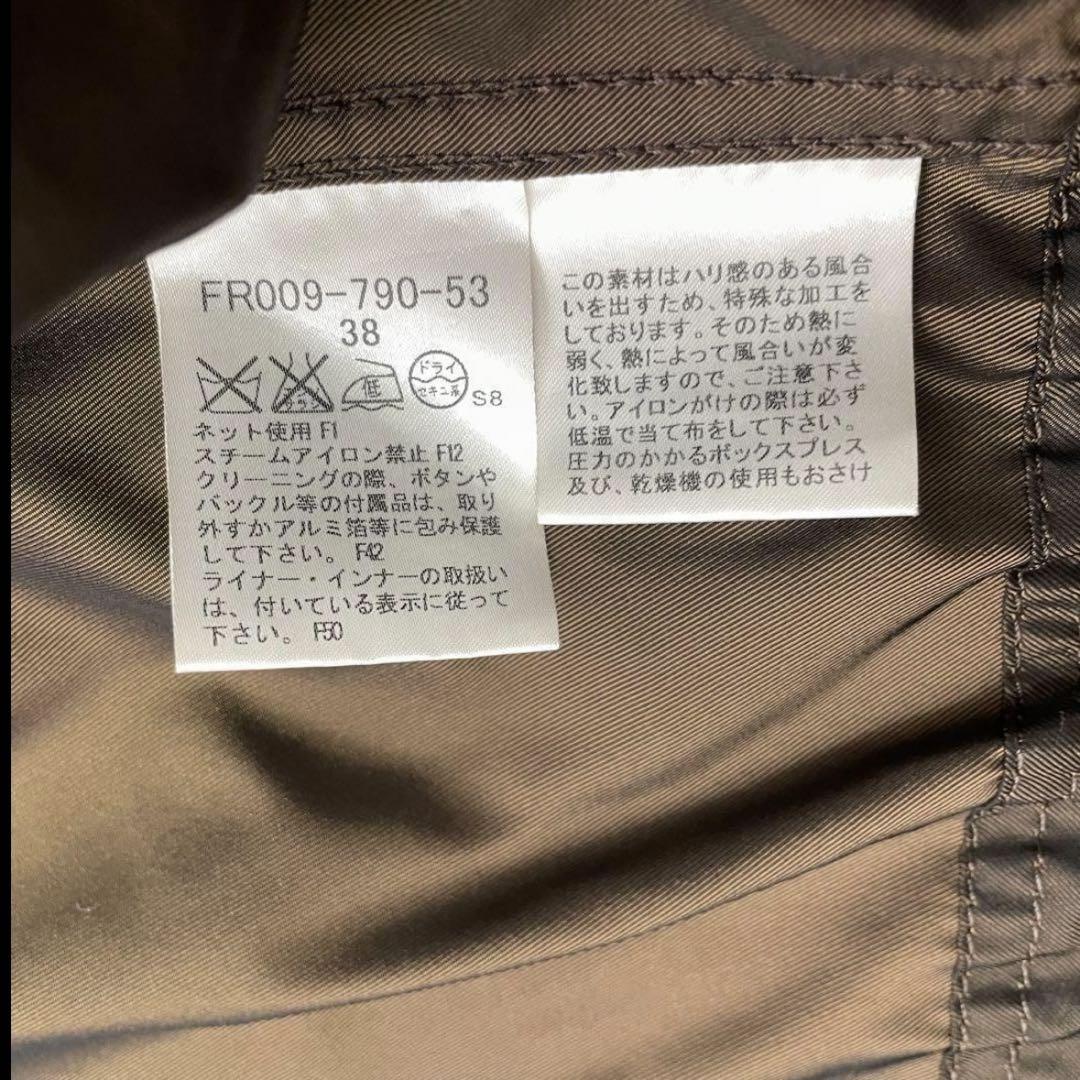 FR009-790-53
38
ドライ
低
セキユ系
S8
ネット使用 F1
スチームアイロン禁止 F12
クリーニングの際、ボタンや
バックル等の付属品は、取り
外すかアルミ箔等に包み保護
して下さい。 F42
ライナー・インナーの取扱い
は、付いている表示に従って
下さい。 F50
この素材はハリ感のある風合
いを出すため、特殊な加工を
しております。そのため熱に
弱く、熱によって風合いが変
化致しますので、ご注意下さ
い。アイロンがけの際は必ず
低温で当て布をして下さい。
圧力のかかるボックスプレス
及び、乾燥機の使用もおさけ